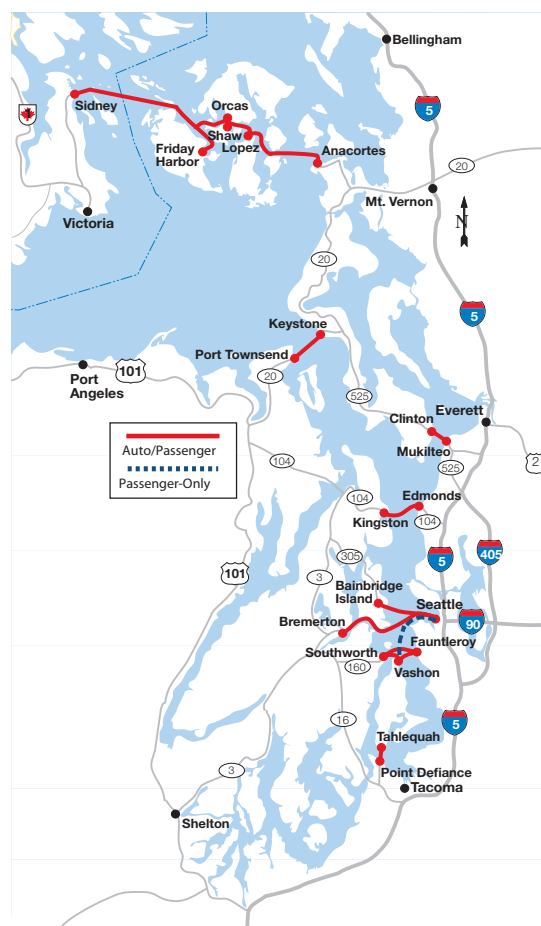 Bellingham
Sidney
1
Orcas
5
Shaw
Friday
Harbor
Lopez
Anacortes
20
Mt. Vernon
N
Victoria
20
5
Keystone
Port Townsend
101
20
Port
Angeles
525
Clinton
Everett
Auto/Passenger
Passenger-Only
Mukilteo
525
2
104
104
Edmonds
Kingston
104
305
5
405
101
3
Bainbridge
Island
Seattle
Bremerton
90
Southworth
Fauntleroy
160
Vashon
16
5
Tahlequah
3
Point Defiance
Tacoma
Shelton